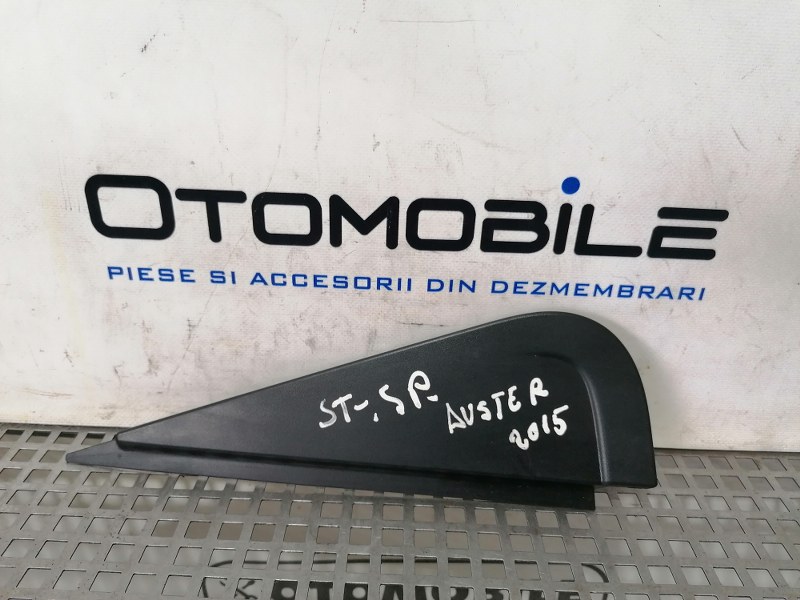 OTOMOBILE
PIESE SI ACCESORII DIN DEZMEMBRARI
ST-.SP- DUSTER
2015